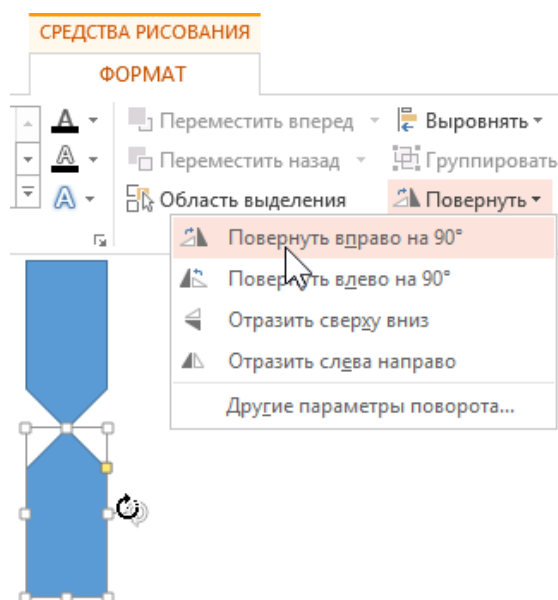 СРЕДСТВА РИСОВАНИЯ
ФОРМАТ
А Переместить вперед Выровнять
А Переместить назад Группировать
А Область выделения Повернуть
Повернуть вправо на 90°
Повернуть влево на 90°
Отразить сверху вниз
Отразить слева направо
Другие параметры поворота...